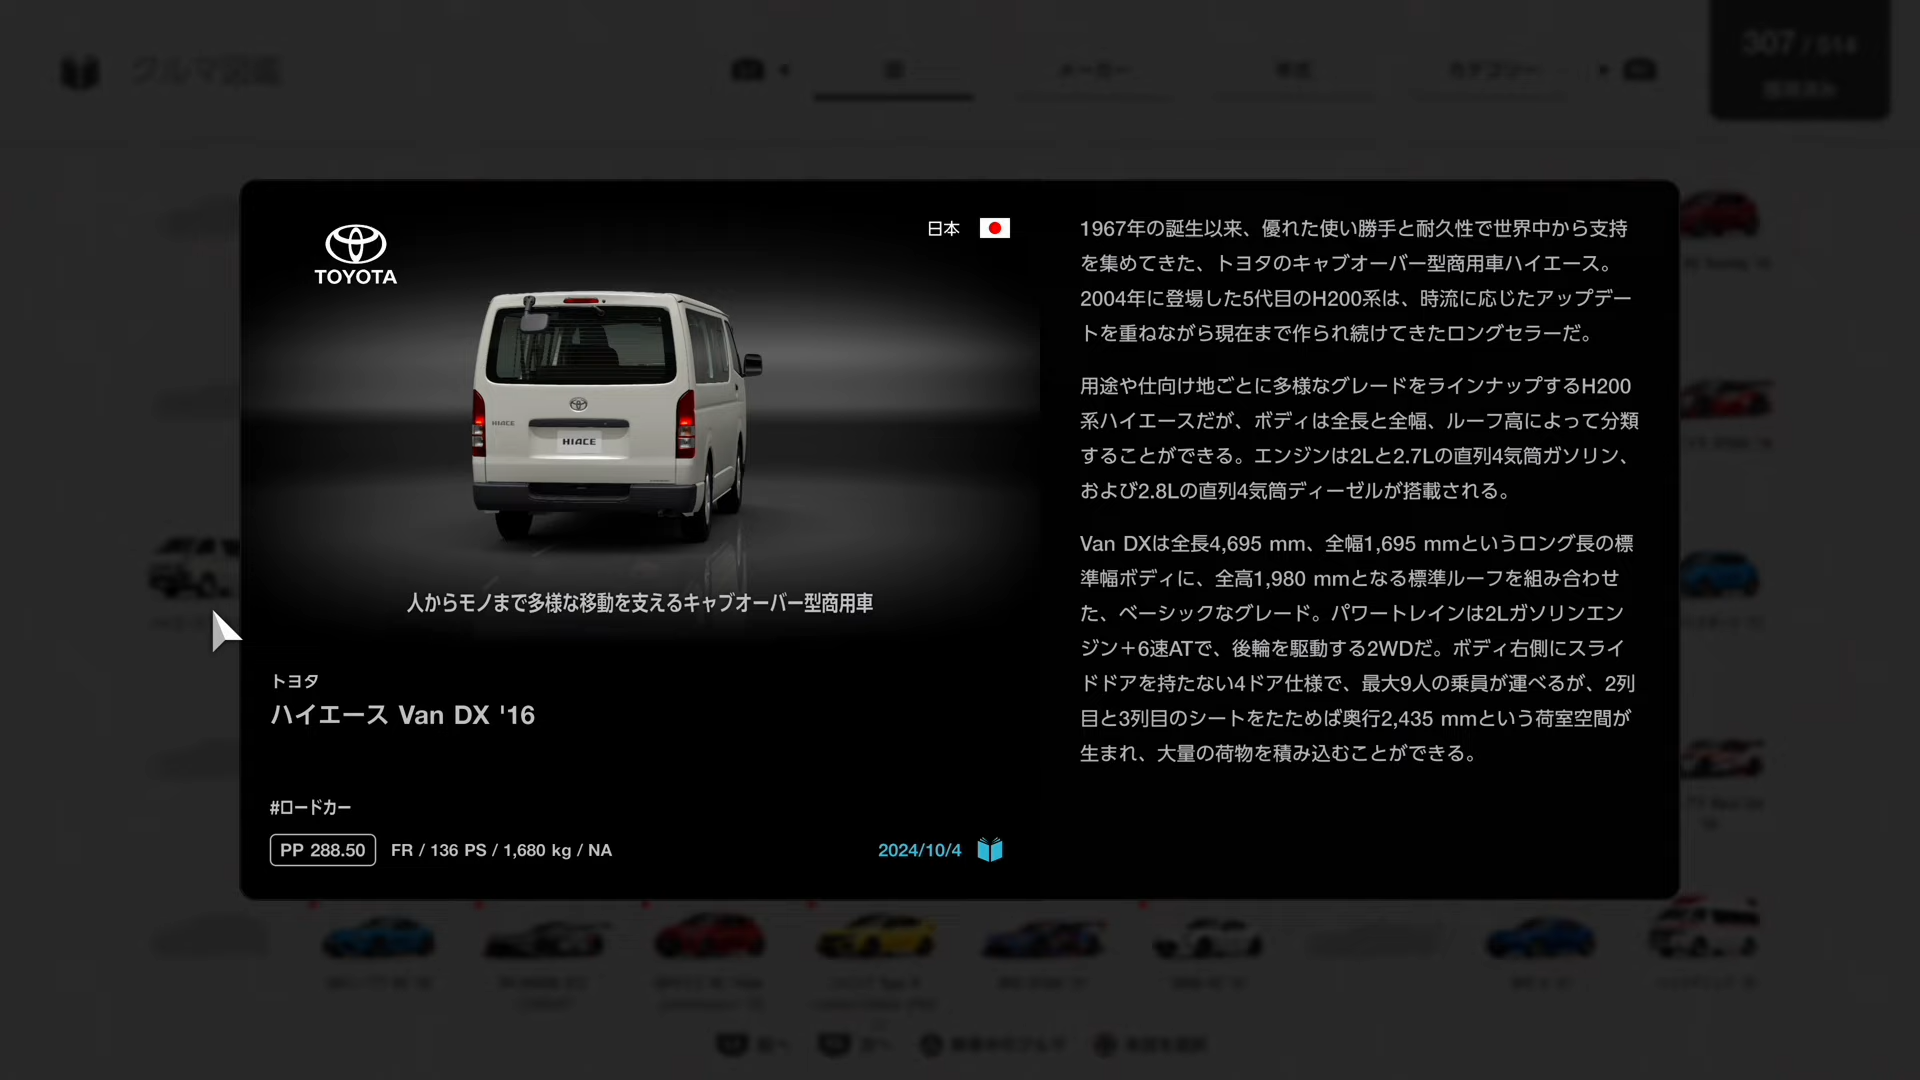 クルマ図鑑
メーカー
カテゴリー
307 / 514
TOYOTA
日本
HIACE
HIACE
人からモノまで多様な移動を支えるキャブオーバー型商用車
トヨタ
ハイエース Van DX '16
#ロードカー
PP 288.50
FR / 136 PS / 1,680 kg / NA
2024/10/4
1967年の誕生以来、優れた使い勝手と耐久性で世界中から支持
を集めてきた、トヨタのキャブオーバー型商用車ハイエース。
2004年に登場した5代目のH200系は、時流に応じたアップデー
トを重ねながら現在まで作られ続けてきたロングセラーだ。
用途や仕向け地ごとに多様なグレードをラインナップするH200
系ハイエースだが、ボディは全長と全幅、ルーフ高によって分類
することができる。エンジンは2Lと2.7Lの直列4気筒ガソリン、
および2.8Lの直列4気筒ディーゼルが搭載される。
Van DXは全長4,695 mm、全幅1,695 mmというロング長の標
準幅ボディに、全高1,980 mmとなる標準ルーフを組み合わせ
た、ベーシックなグレード。パワートレインは2Lガソリンエン
ジン＋6速ATで、後輪を駆動する2WDだ。ボディ右側にスライ
ドドアを持たない4ドア仕様で、最大9人の乗員が運べるが、2列
目と3列目のシートをたためば奥行2,435 mmという荷室空間が
生まれ、大量の荷物を積み込むことができる。